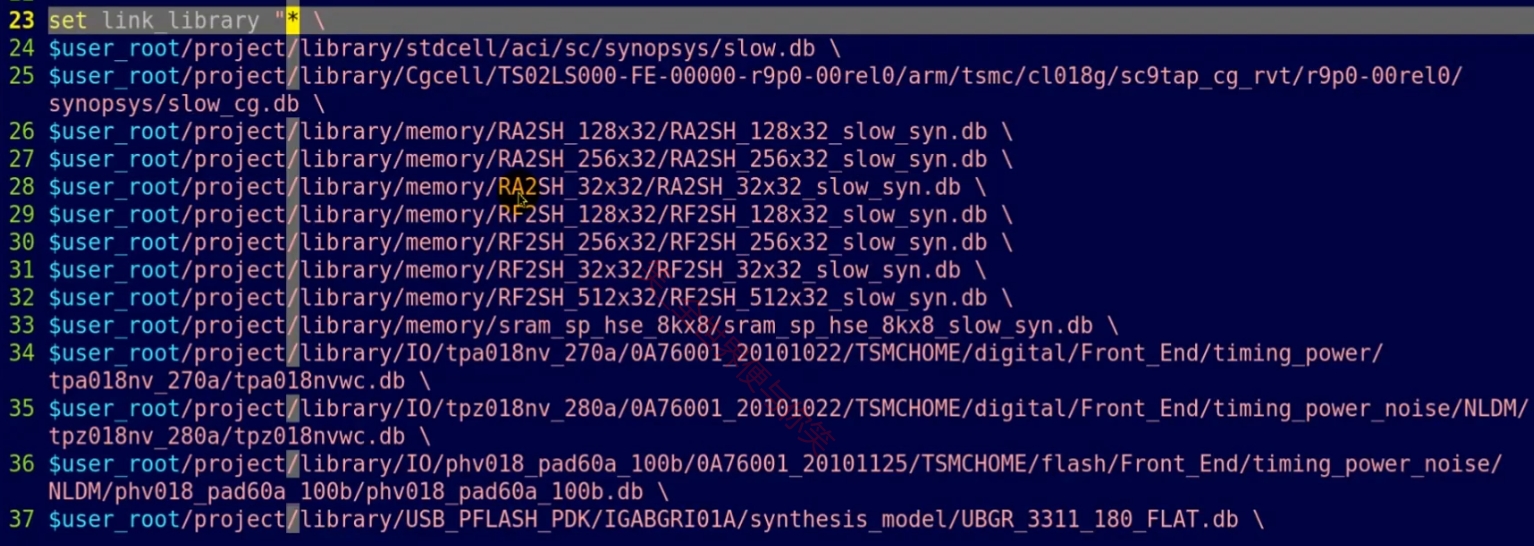 23 set link_library "* \
24 $user_root/project/library/stdcell/aci/sc/synopsys/slow.db \
25 $user_root/project/library/Cgcell/TS02LS000-FE-00000-r9p0-00rel0/arm/tsmc/cl018g/sc9tap_cg_rvt/r9p0-00rel0/
synopsys/slow_cg.db \
26 $user_root/project/library/memory/RA2SH_128x32/RA2SH_128x32_slow_syn.db \
27 $user_root/project/library/memory/RA2SH_256x32/RA2SH_256x32_slow_syn.db \
28 $user_root/project/library/memory/RA2SH_32x32/RA2SH_32x32_slow_syn.db \
29 $user_root/project/library/memory/RF2SH_128x32/RF2SH_128x32_slow_syn.db \
30 $user_root/project/library/memory/RF2SH_256x32/RF2SH_256x32_slow_syn.db \
31 $user_root/project/library/memory/RF2SH_32x32/RF2SH_32x32_slow_syn.db \
32 $user_root/project/library/memory/RF2SH_512x32/RF2SH_512x32_slow_syn.db \
33 $user_root/project/library/memory/sram_sp_hse_8kx8/sram_sp_hse_8kx8_slow_syn.db \
34 $user_root/project/library/IO/tpa018nv_270a/0A76001_20101022/TSMCHOME/digital/Front_End/timing_power/
tpa018nv_270a/tpa018nvwc.db \
35 $user_root/project/library/IO/tpz018nv_280a/0A76001_20101022/TSMCHOME/digital/Front_End/timing_power_noise/NLDM/
tpz018nv_280a/tpz018nvwc.db \
36 $user_root/project/library/IO/phv018_pad60a_100b/0A76001_20101125/TSMCHOME/flash/Front_End/timing_power_noise/
NLDM/phv018_pad60a_100b/phv018_pad60a_100b.db \
37 $user_root/project/library/USB_PFLASH_PDK/IGABGRI01A/synthesis_model/UBGR_3311_180_FLAT.db \